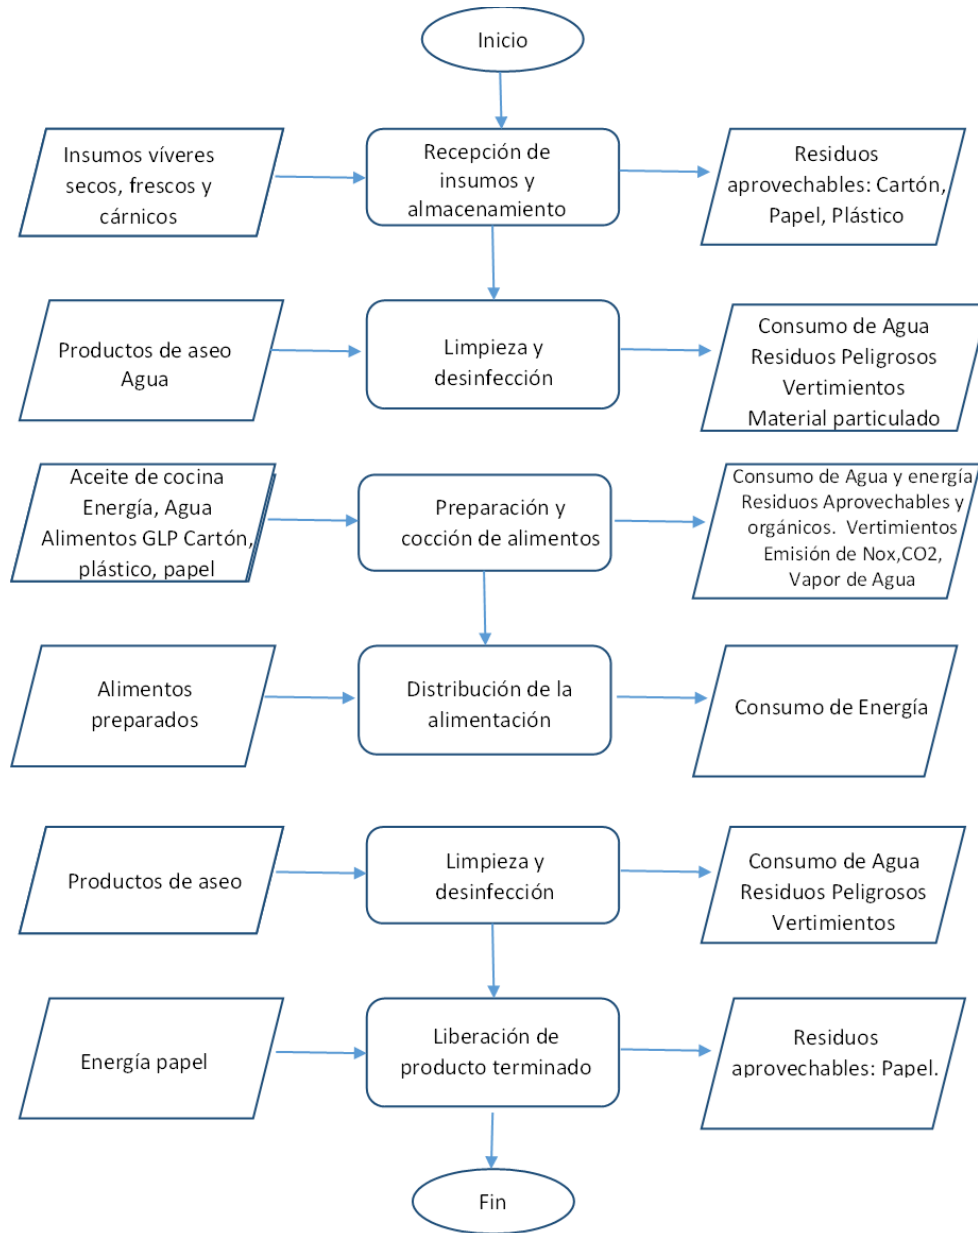 Inicio
Insumos víveres
secos, frescos y
cárnicos
Recepción de
insumos y
almacenamiento
Residuos
aprovechables: Cartón,
Papel, Plástico
Productos de aseo
Agua
Limpieza y
desinfección
Consumo de Agua
Residuos Peligrosos
Vertimientos
Material particulado
Aceite de cocina
Energía, Agua
Alimentos GLP Cartón,
plástico, papel
Preparación y
cocción de alimentos
Consumo de Agua y energía
Residuos Aprovechables y
orgánicos. Vertimientos
Emisión de Nox,CO2,
Vapor de Agua
Alimentos
preparados
Distribución de la
alimentación
Consumo de Energía
Productos de aseo
Limpieza y
desinfección
Consumo de Agua
Residuos Peligrosos
Vertimientos
Energía papel
Liberación de
producto terminado
Residuos
aprovechables: Papel.
Fin